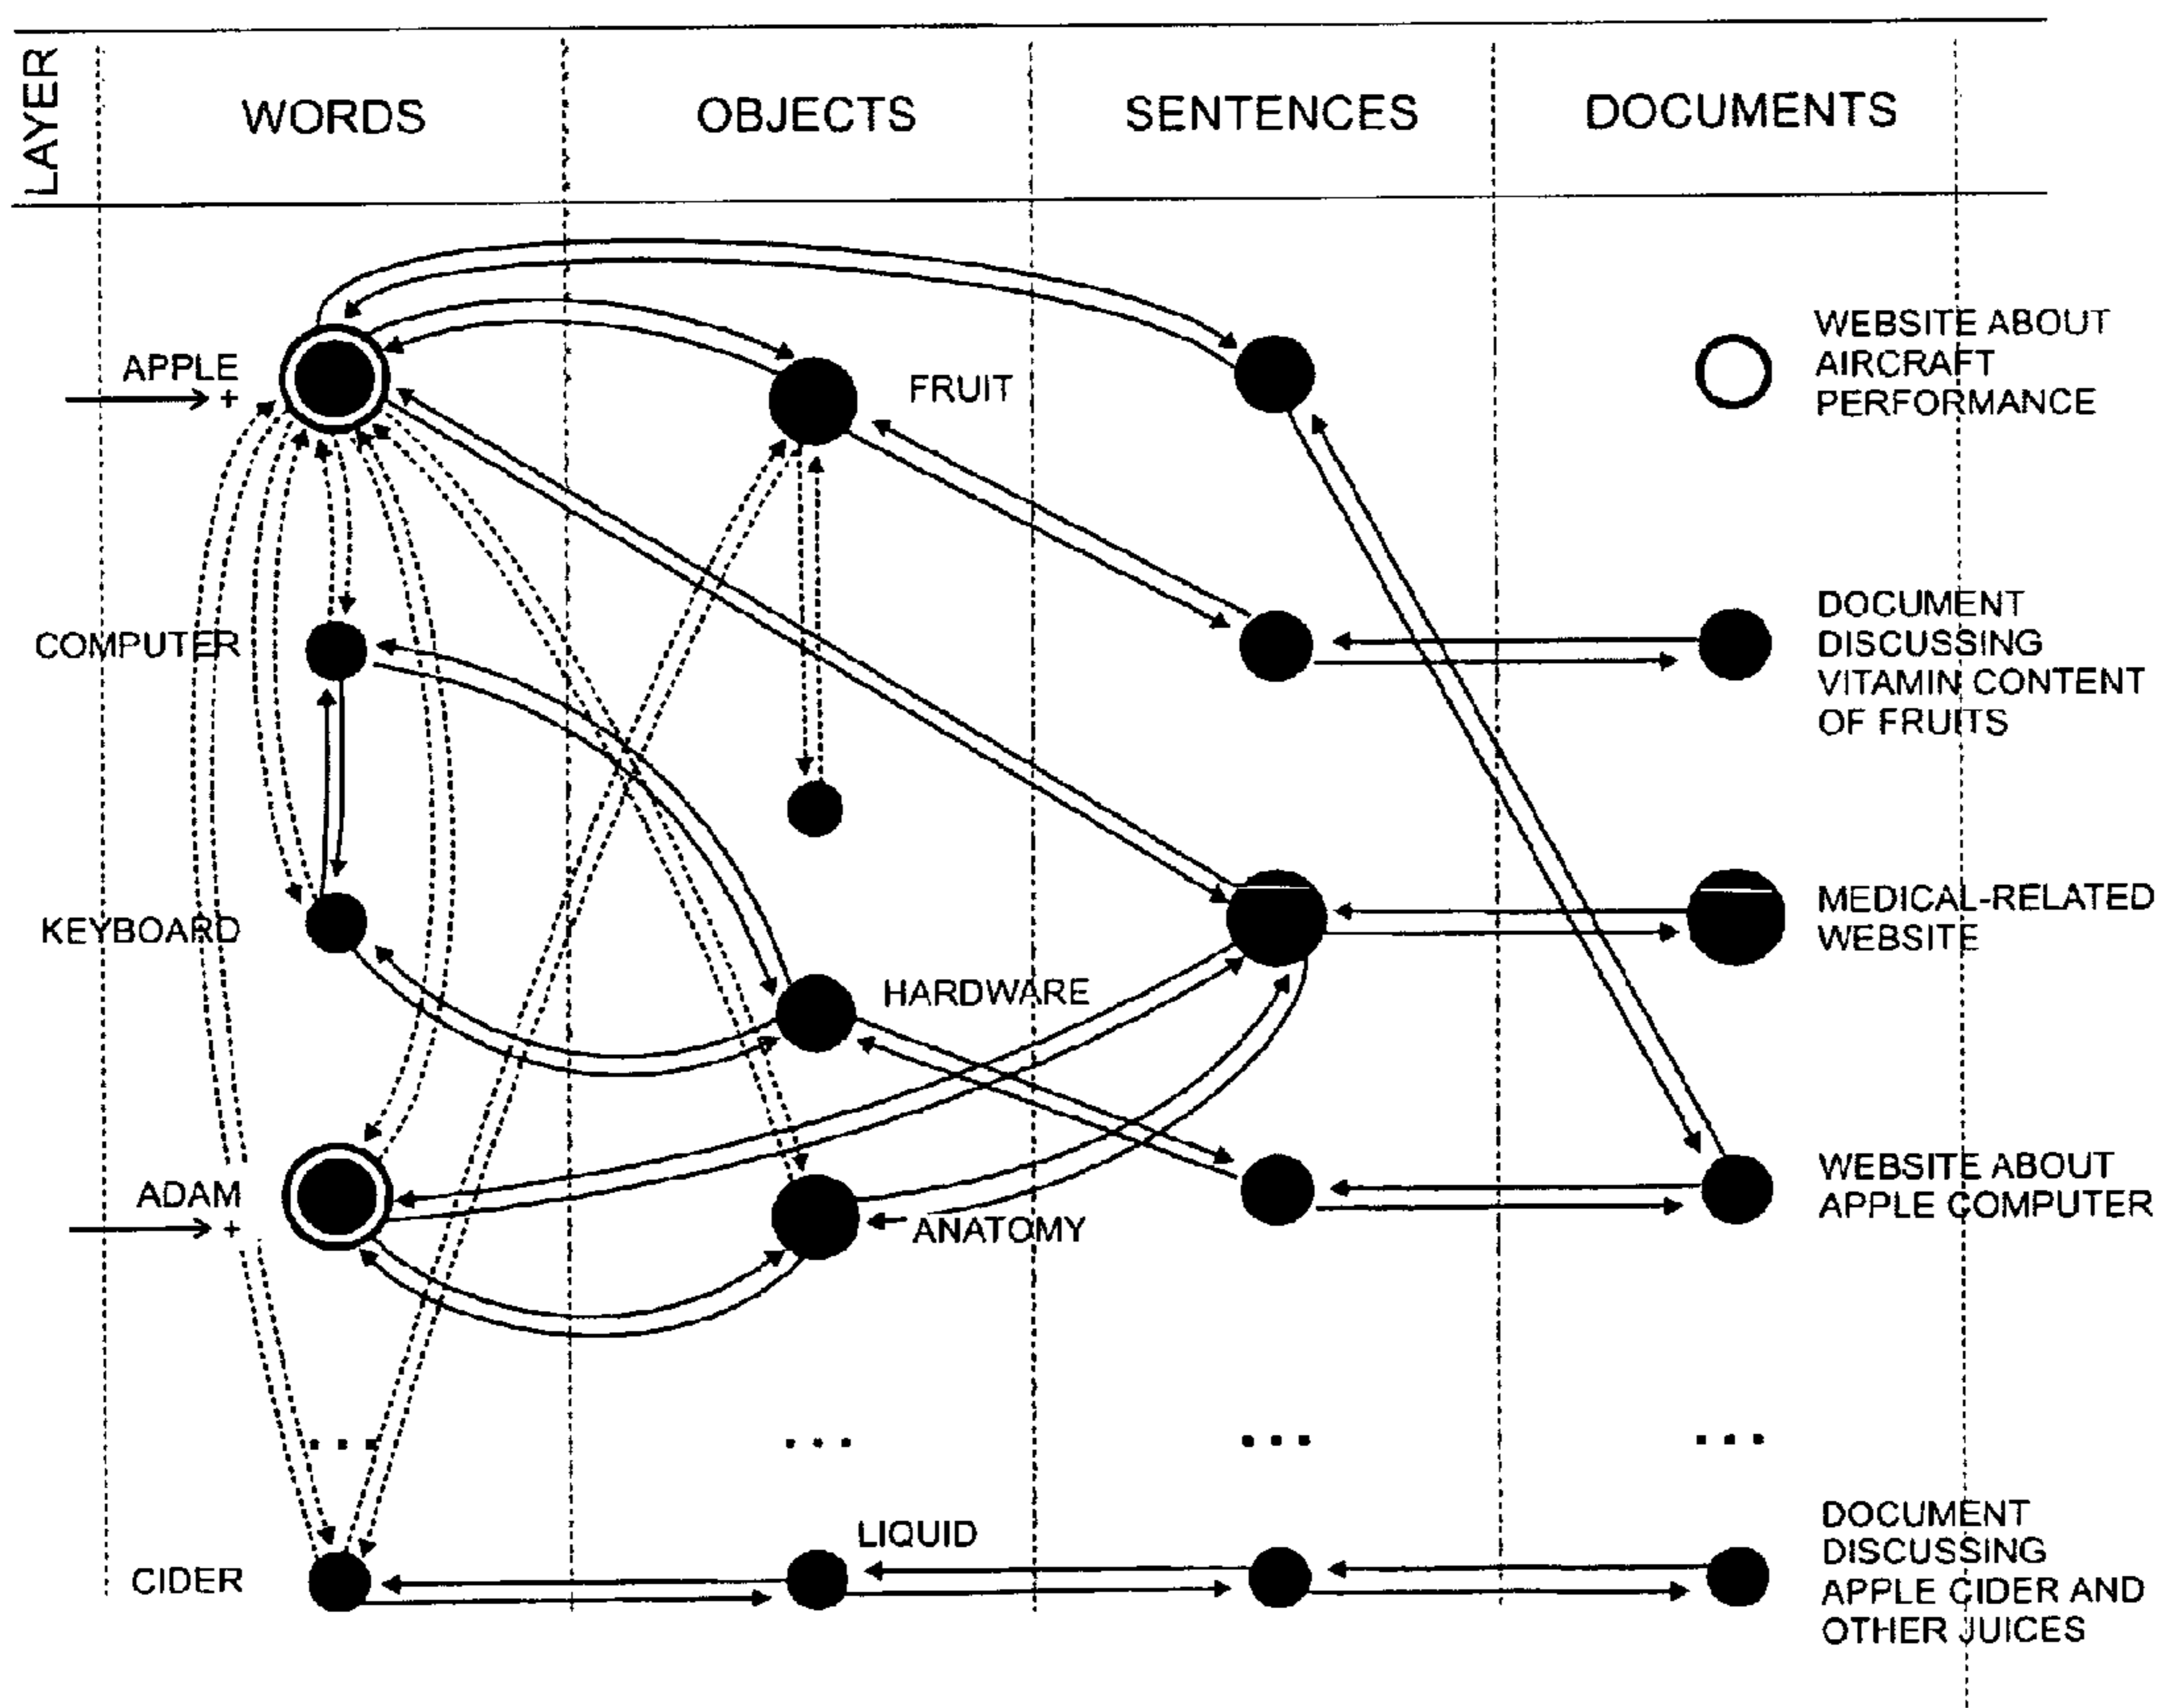 LAYER
WORDS
OBJECTS
SENTENCES
DOCUMENTS
APPLE
+
FRUIT
WEBSITE ABOUT
AIRCRAFT
PERFORMANCE
COMPUTER
DOCUMENT
DISCUSSING
VITAMIN CONTENT
OF FRUITS
KEYBOARD
HARDWARE
MEDICAL-RELATED
WEBSITE
ADAM
+
ANATOMY
WEBSITE ABOUT
APPLE COMPUTER
... ... ... ...
CIDER
LIQUID
DOCUMENT
DISCUSSING
APPLE CIDER AND
OTHER JUICES